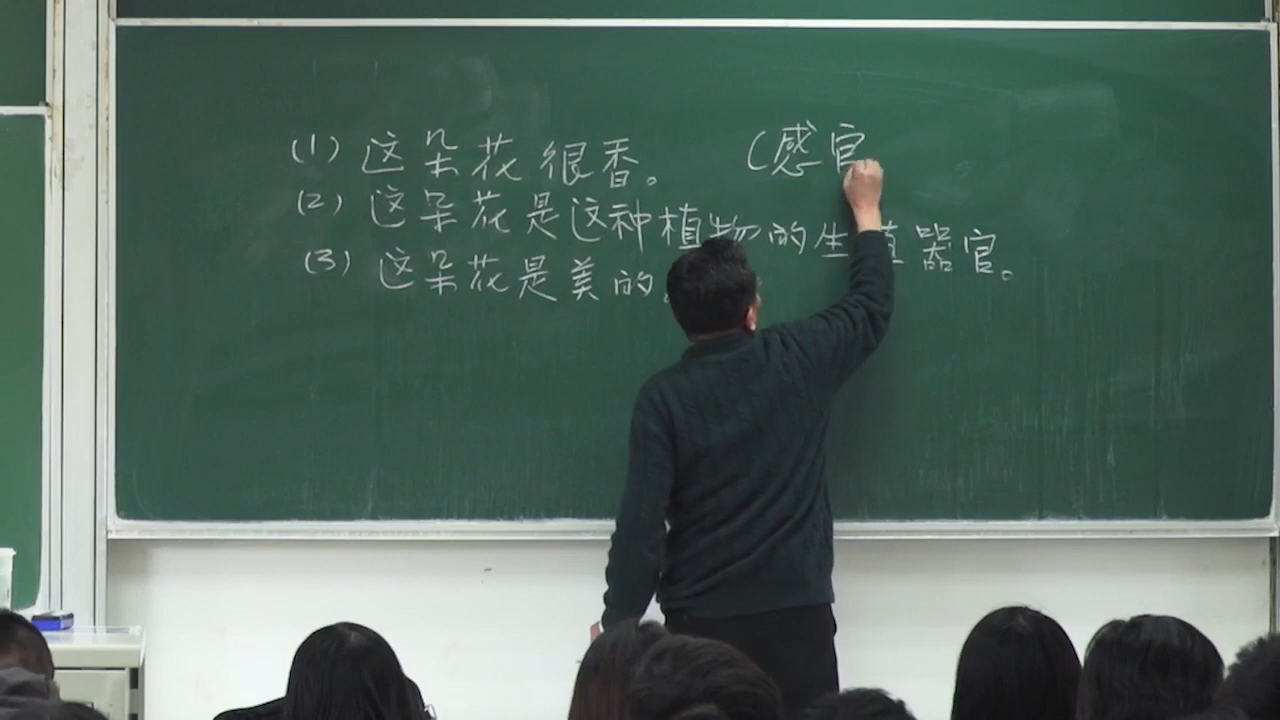 (1) 这朵花很香。 (感官
(2) 这朵花是这种植物的生殖器官。
(3) 这朵花是美的。